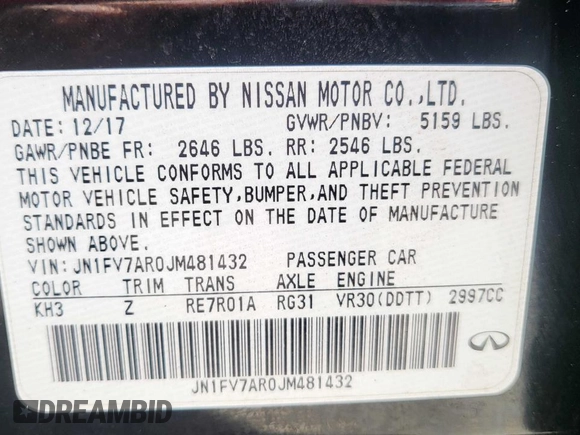 MANUFACTURED BY NISSAN MOTOR CO.,LTD.
DATE: 12/17 GVWR/PNBV: 5159 LBS.
GAWR/PNBE FR: 2646 LBS. RR: 2546 LBS.
THIS VEHICLE CONFORMS TO ALL APPLICABLE FEDERAL
MOTOR VEHICLE SAFETY,BUMPER,AND THEFT PREVENTION
STANDARDS IN EFFECT ON THE DATE OF MANUFACTURE
SHOWN ABOVE.
VIN: JN1FV7AR0JM481432 PASSENGER CAR
COLOR TRIM TRANS AXLE ENGINE
KH3 Z RE7R01A RG31 VR30(DDTT) 2997CC
JN1FV7AR0JM481432
DREAMBID